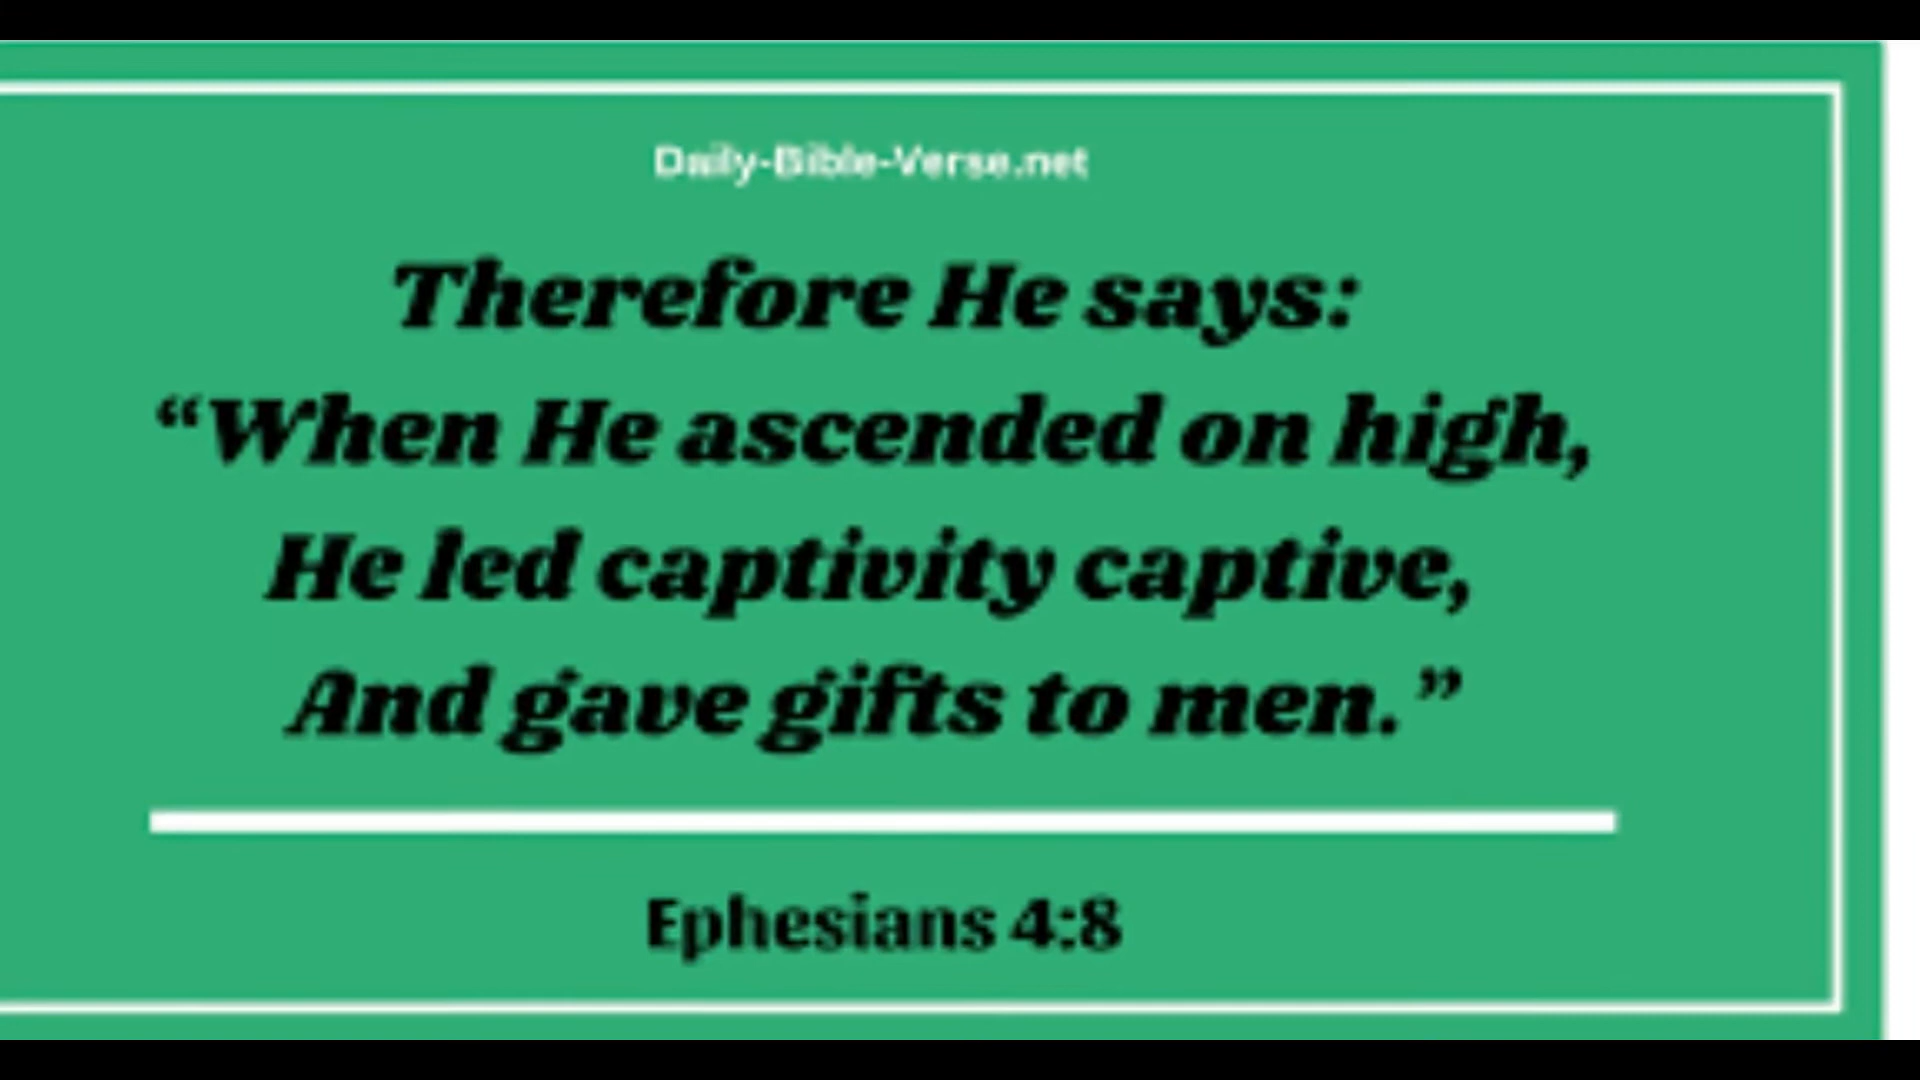 Daily-Bible-Verse.net
Therefore He says:
“When He ascended on high,
He led captivity captive,
And gave gifts to men.”
Ephesians 4:8